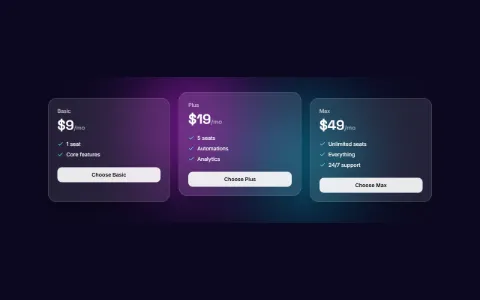 Basic
$9/mo
1 seat
Core features
Choose Basic
Plus
$19/mo
5 seats
Automations
Analytics
Choose Plus
Max
$49/mo
Unlimited seats
Everything
24/7 support
Choose Max